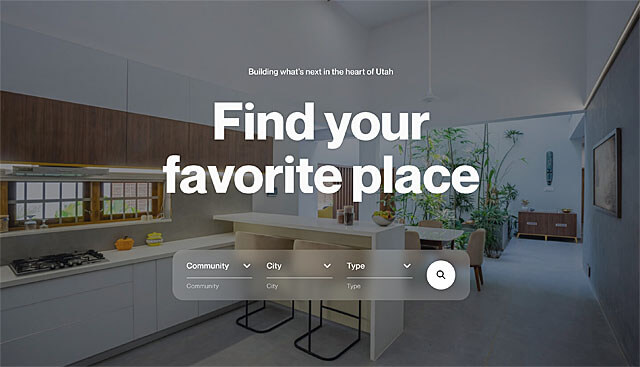 Building what's next in the heart of Utah
Find your
favorite place
Community City Type
Community City Type